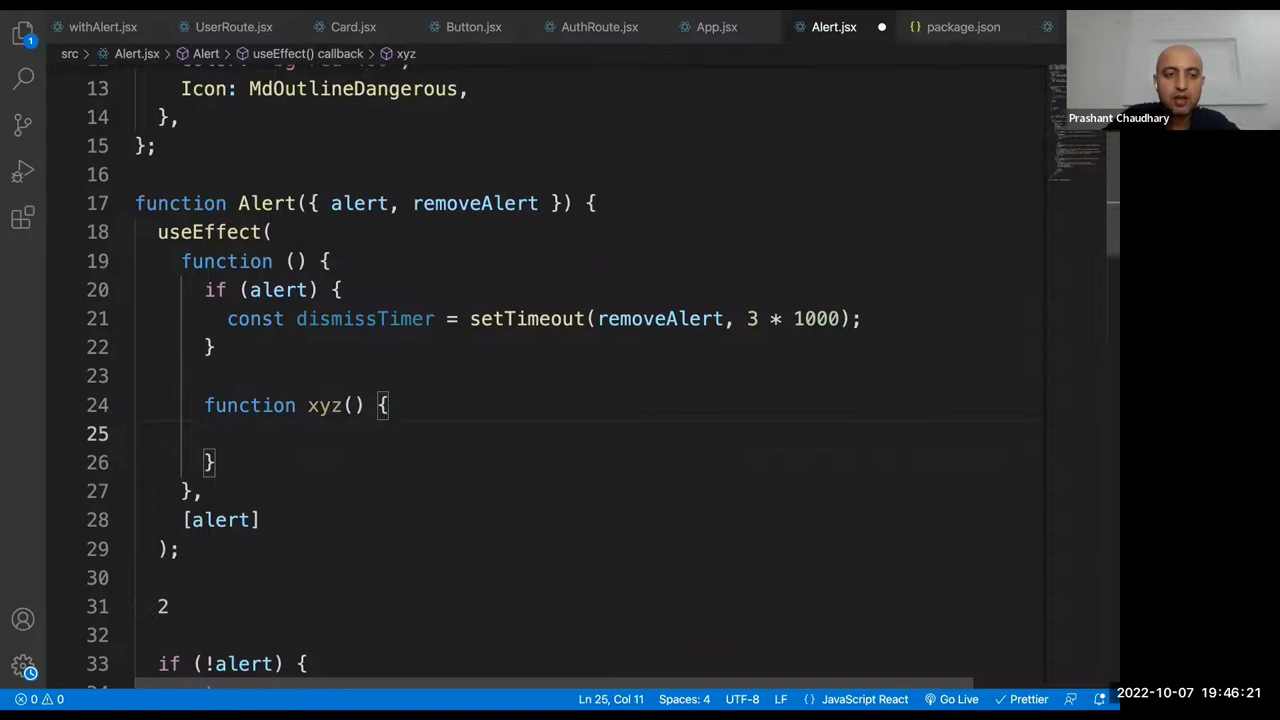 withAlert.jsx UserRoute.jsx Card.jsx Button.jsx AuthRoute.jsx App.jsx Alert.jsx {} package.json
src > Alert.jsx > Alert > useEffect() callback > xyz
13 Icon: MdOutlineDangerous,
14 },
15 };
16
17 function Alert({ alert, removeAlert }) {
18 useEffect(
19 function () {
20 if (alert) {
21 const dismissTimer = setTimeout(removeAlert, 3 * 1000);
22 }
23
24 function xyz() {
25
26 }
27 },
28 [alert]
29 );
30
31 2
32
33 if (!alert) {
1
Prashant Chaudhary
0 0 Ln 25, Col 11 Spaces: 4 UTF-8 LF {} JavaScript React Go Live Prettier
2022-10-07 19:46:21